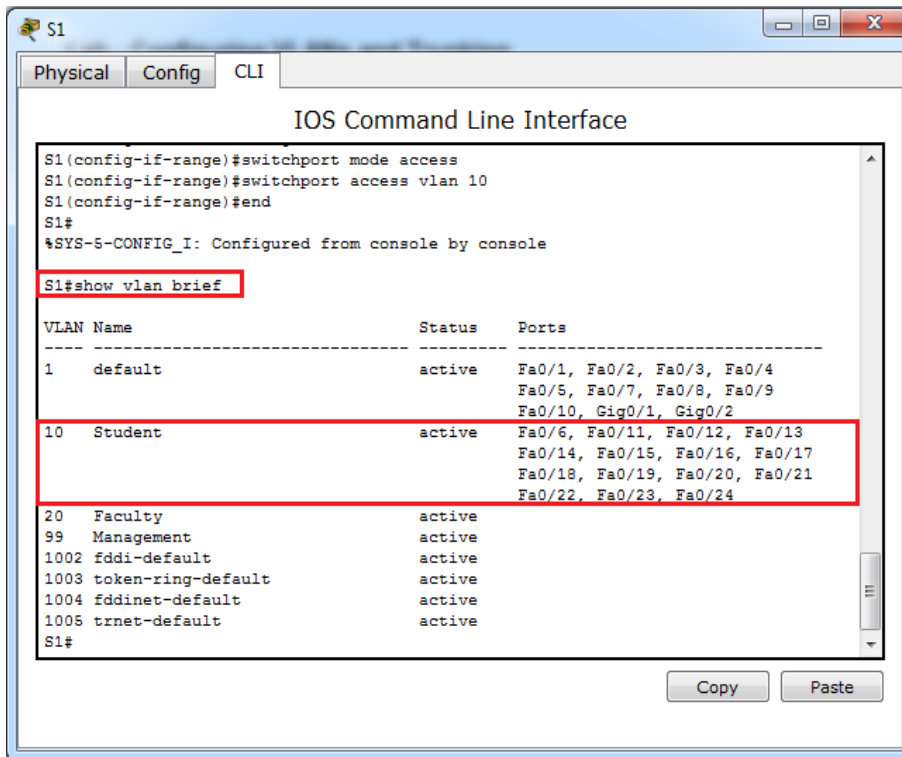 S1
Physical Config CLI
IOS Command Line Interface
S1(config-if-range)#switchport mode access
S1(config-if-range)#switchport access vlan 10
S1(config-if-range)#end
S1#
%SYS-5-CONFIG_I: Configured from console by console
S1#show vlan brief
VLAN Name Status Ports
---- -------------------------------- --------- -------------------------------
1 default active Fa0/1, Fa0/2, Fa0/3, Fa0/4
Fa0/5, Fa0/7, Fa0/8, Fa0/9
Fa0/10, Gig0/1, Gig0/2
10 Student active Fa0/6, Fa0/11, Fa0/12, Fa0/13
Fa0/14, Fa0/15, Fa0/16, Fa0/17
Fa0/18, Fa0/19, Fa0/20, Fa0/21
Fa0/22, Fa0/23, Fa0/24
20 Faculty active
99 Management active
1002 fddi-default active
1003 token-ring-default active
1004 fddinet-default active
1005 trnet-default active
S1#
Copy Paste